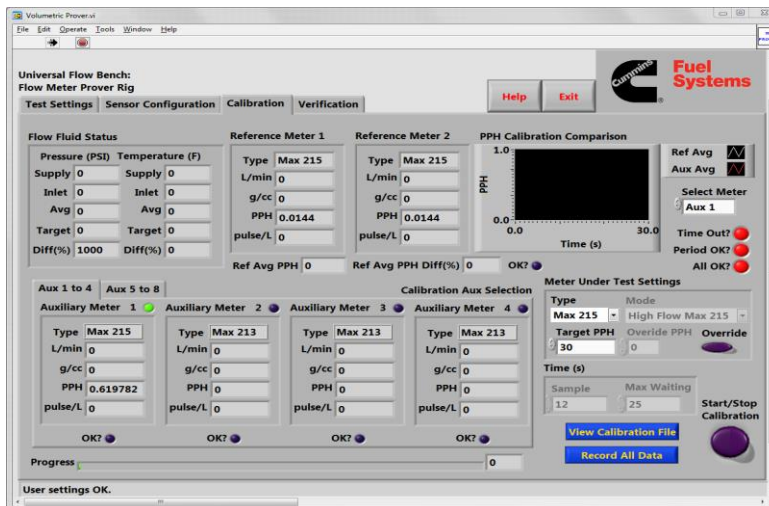 Volumetric Prover.vi
File Edit Operate Tools Window Help
Universal Flow Bench:
Flow Meter Prover Rig
Cummins
Fuel
Systems
Help Exit
Test Settings Sensor Configuration Calibration Verification
Flow Fluid Status Reference Meter 1 Reference Meter 2 PPH Calibration Comparison
Pressure (PSI) Temperature (F)
Supply 0 Supply 0
Inlet 0 Inlet 0
Avg 0 Avg 0
Target 0 Target 0
Diff(%) 1000 Diff(%) 0
Type Max 215
L/min 0
g/cc 0
PPH 0.0144
pulse/L 0
Type Max 215
L/min 0
g/cc 0
PPH 0.0144
pulse/L 0
1.0
PPH
0.0
0.0 30.0
Time (s)
Ref Avg
Aux Avg
Select Meter
Aux 1
Time Out?
Period OK?
All OK?
Ref Avg PPH 0 Ref Avg PPH Diff(%) 0 OK?
Aux 1 to 4 Aux 5 to 8 Calibration Aux Selection
Auxiliary Meter 1 Auxiliary Meter 2 Auxiliary Meter 3 Auxiliary Meter 4
Type Max 215 Type Max 213 Type Max 213 Type Max 213
L/min 0 L/min 0 L/min 0 L/min 0
g/cc 0 g/cc 0 g/cc 0 g/cc 0
PPH 0.619782 PPH 0 PPH 0 PPH 0
pulse/L 0 pulse/L 0 pulse/L 0 pulse/L 0
OK? OK? OK? OK?
Meter Under Test Settings
Type Mode
Max 215 High Flow Max 215
Target PPH Overide PPH Override
30 0
Time (s)
Sample Max Waiting
12 25
Start/Stop
Calibration
View Calibration File
Record All Data
Progress 0
User settings OK.